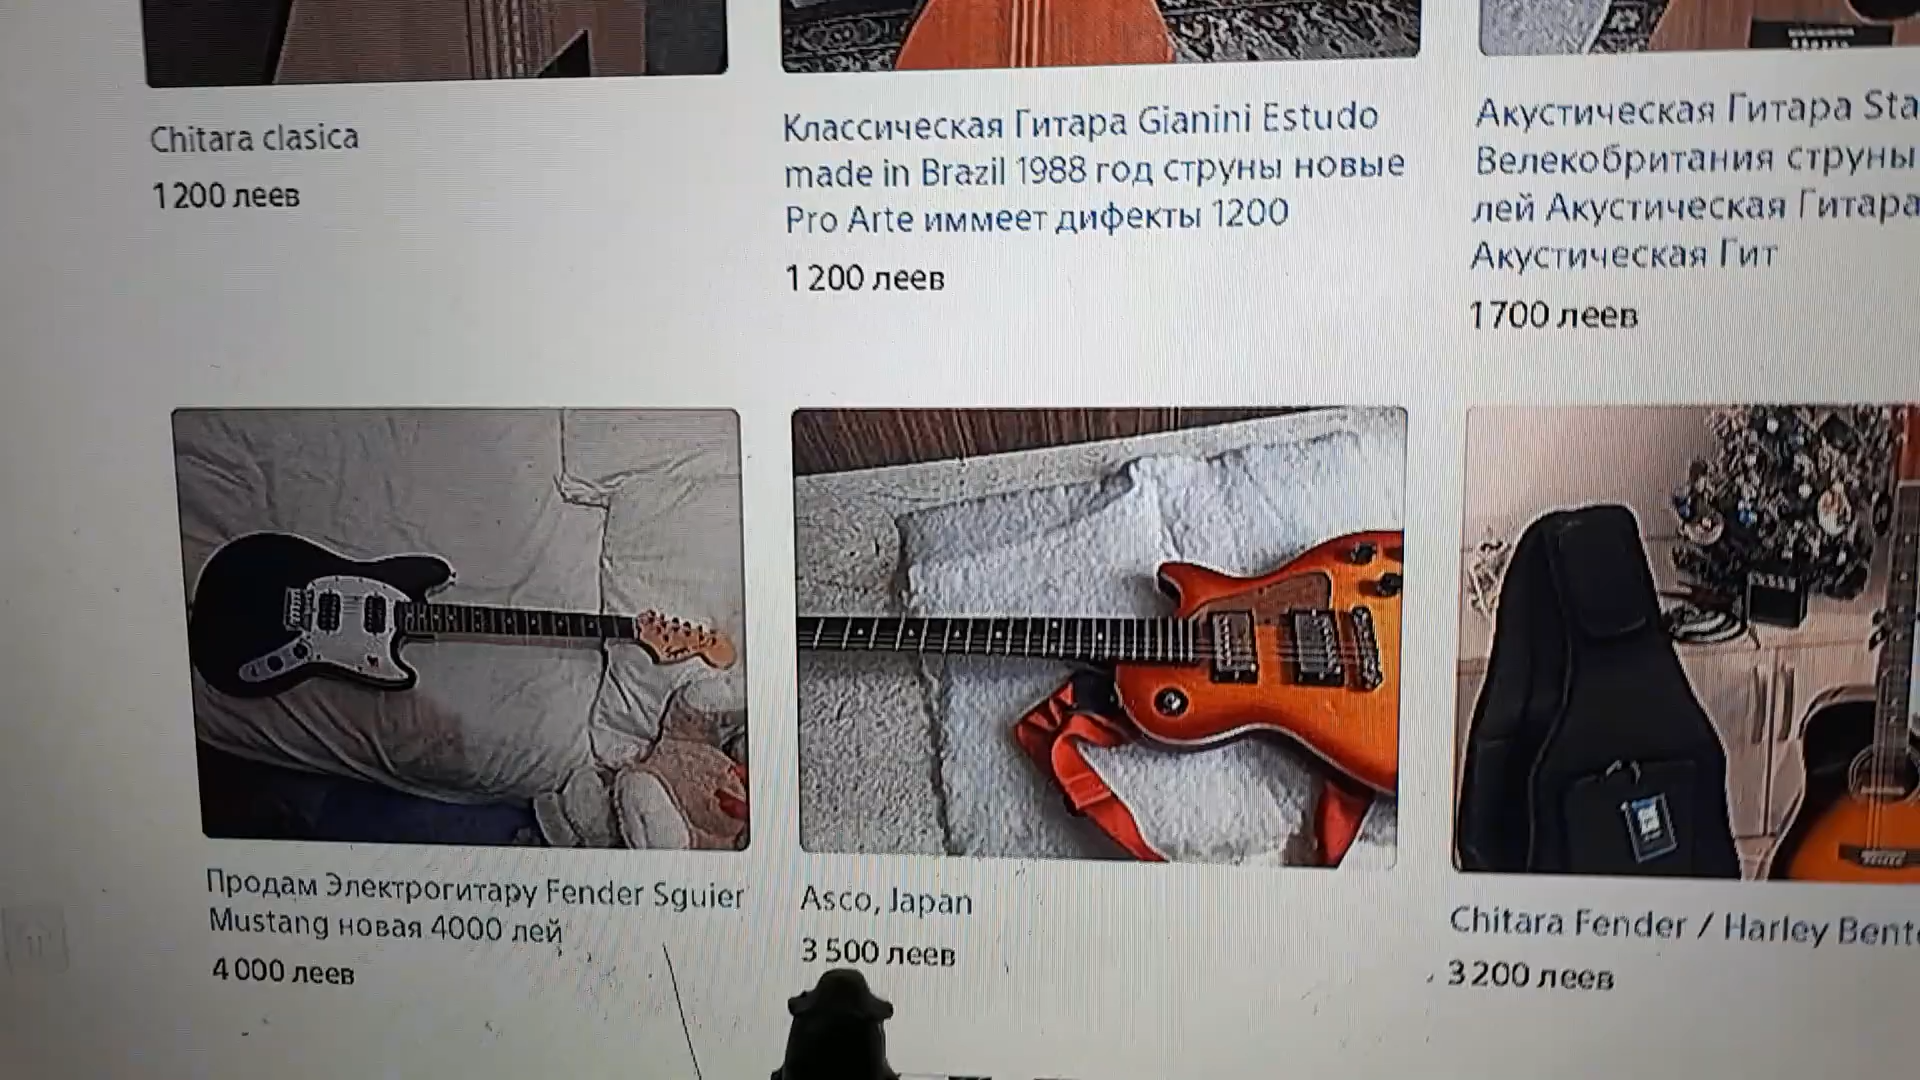 Chitara clasica
1 200 леев
Классическая Гитара Gianini Estudo
made in Brazil 1988 год струны новые
Pro Arte иммеет дифекты 1200
1 200 леев
Акустическая Гитара
Велекобритания струны
лей Акустическая Гитара
Акустическая Гит
1 700 леев
Продам Электрогитару Fender Sguier
Mustang новая 4000 лей
4 000 леев
Asco, Japan
3 500 леев
Chitara Fender / Harley
3 200 леев